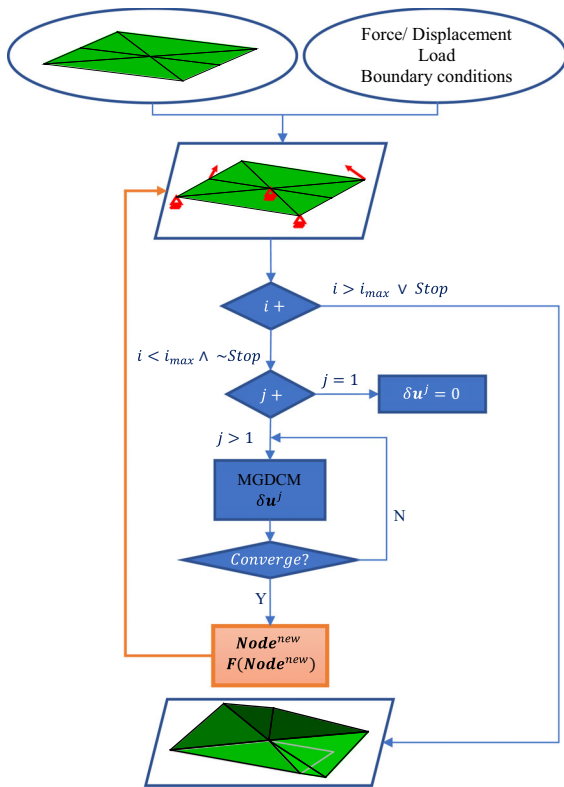 Force/ Displacement
Load
Boundary conditions
i > i_max ∨ Stop
i +
i < i_max ∧ ~Stop
j = 1
j +
δu^j = 0
j > 1
MGDCM
δu^j
N
Converge?
Y
Node^new
F(Node^new)